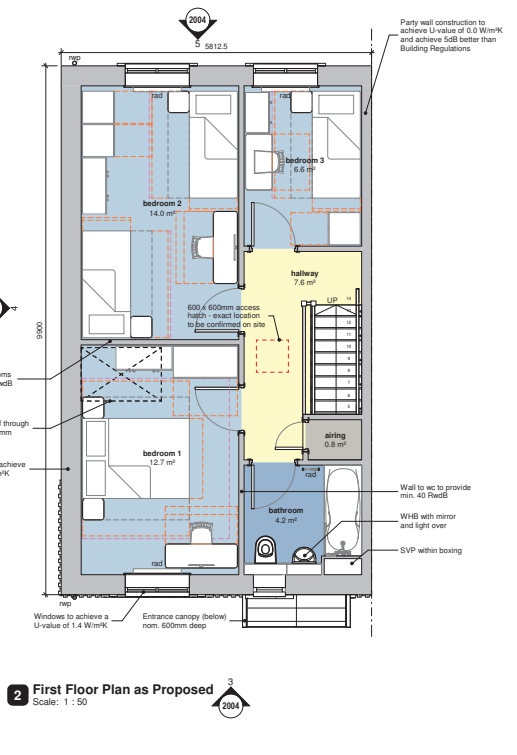 2004
5
5812.5
rwp
Party wall construction to
achieve U-value of 0.0 W/m²K
and achieve 5dB better than
Building Regulations
rad
rad
bedroom 3
6.6 m²
bedroom 2
14.0 m²
hallway
7.6 m²
4
9900
600 x 600mm access
hatch - exact location
to be confirmed on site
UP
14
12
11
10
9
8
7
6
5
oms
wdB
f through
mm
achieve
²K
airing
0.8 m²
bedroom 1
12.7 m²
rad
bathroom
4.2 m²
Wall to wc to provide
min. 40 RwdB
WHB with mirror
and light over
SVP within boxing
rad
rwp
Windows to achieve a
U-value of 1.4 W/m²K
Entrance canopy (below)
nom. 600mm deep
2 First Floor Plan as Proposed
Scale: 1 : 50
3
2004